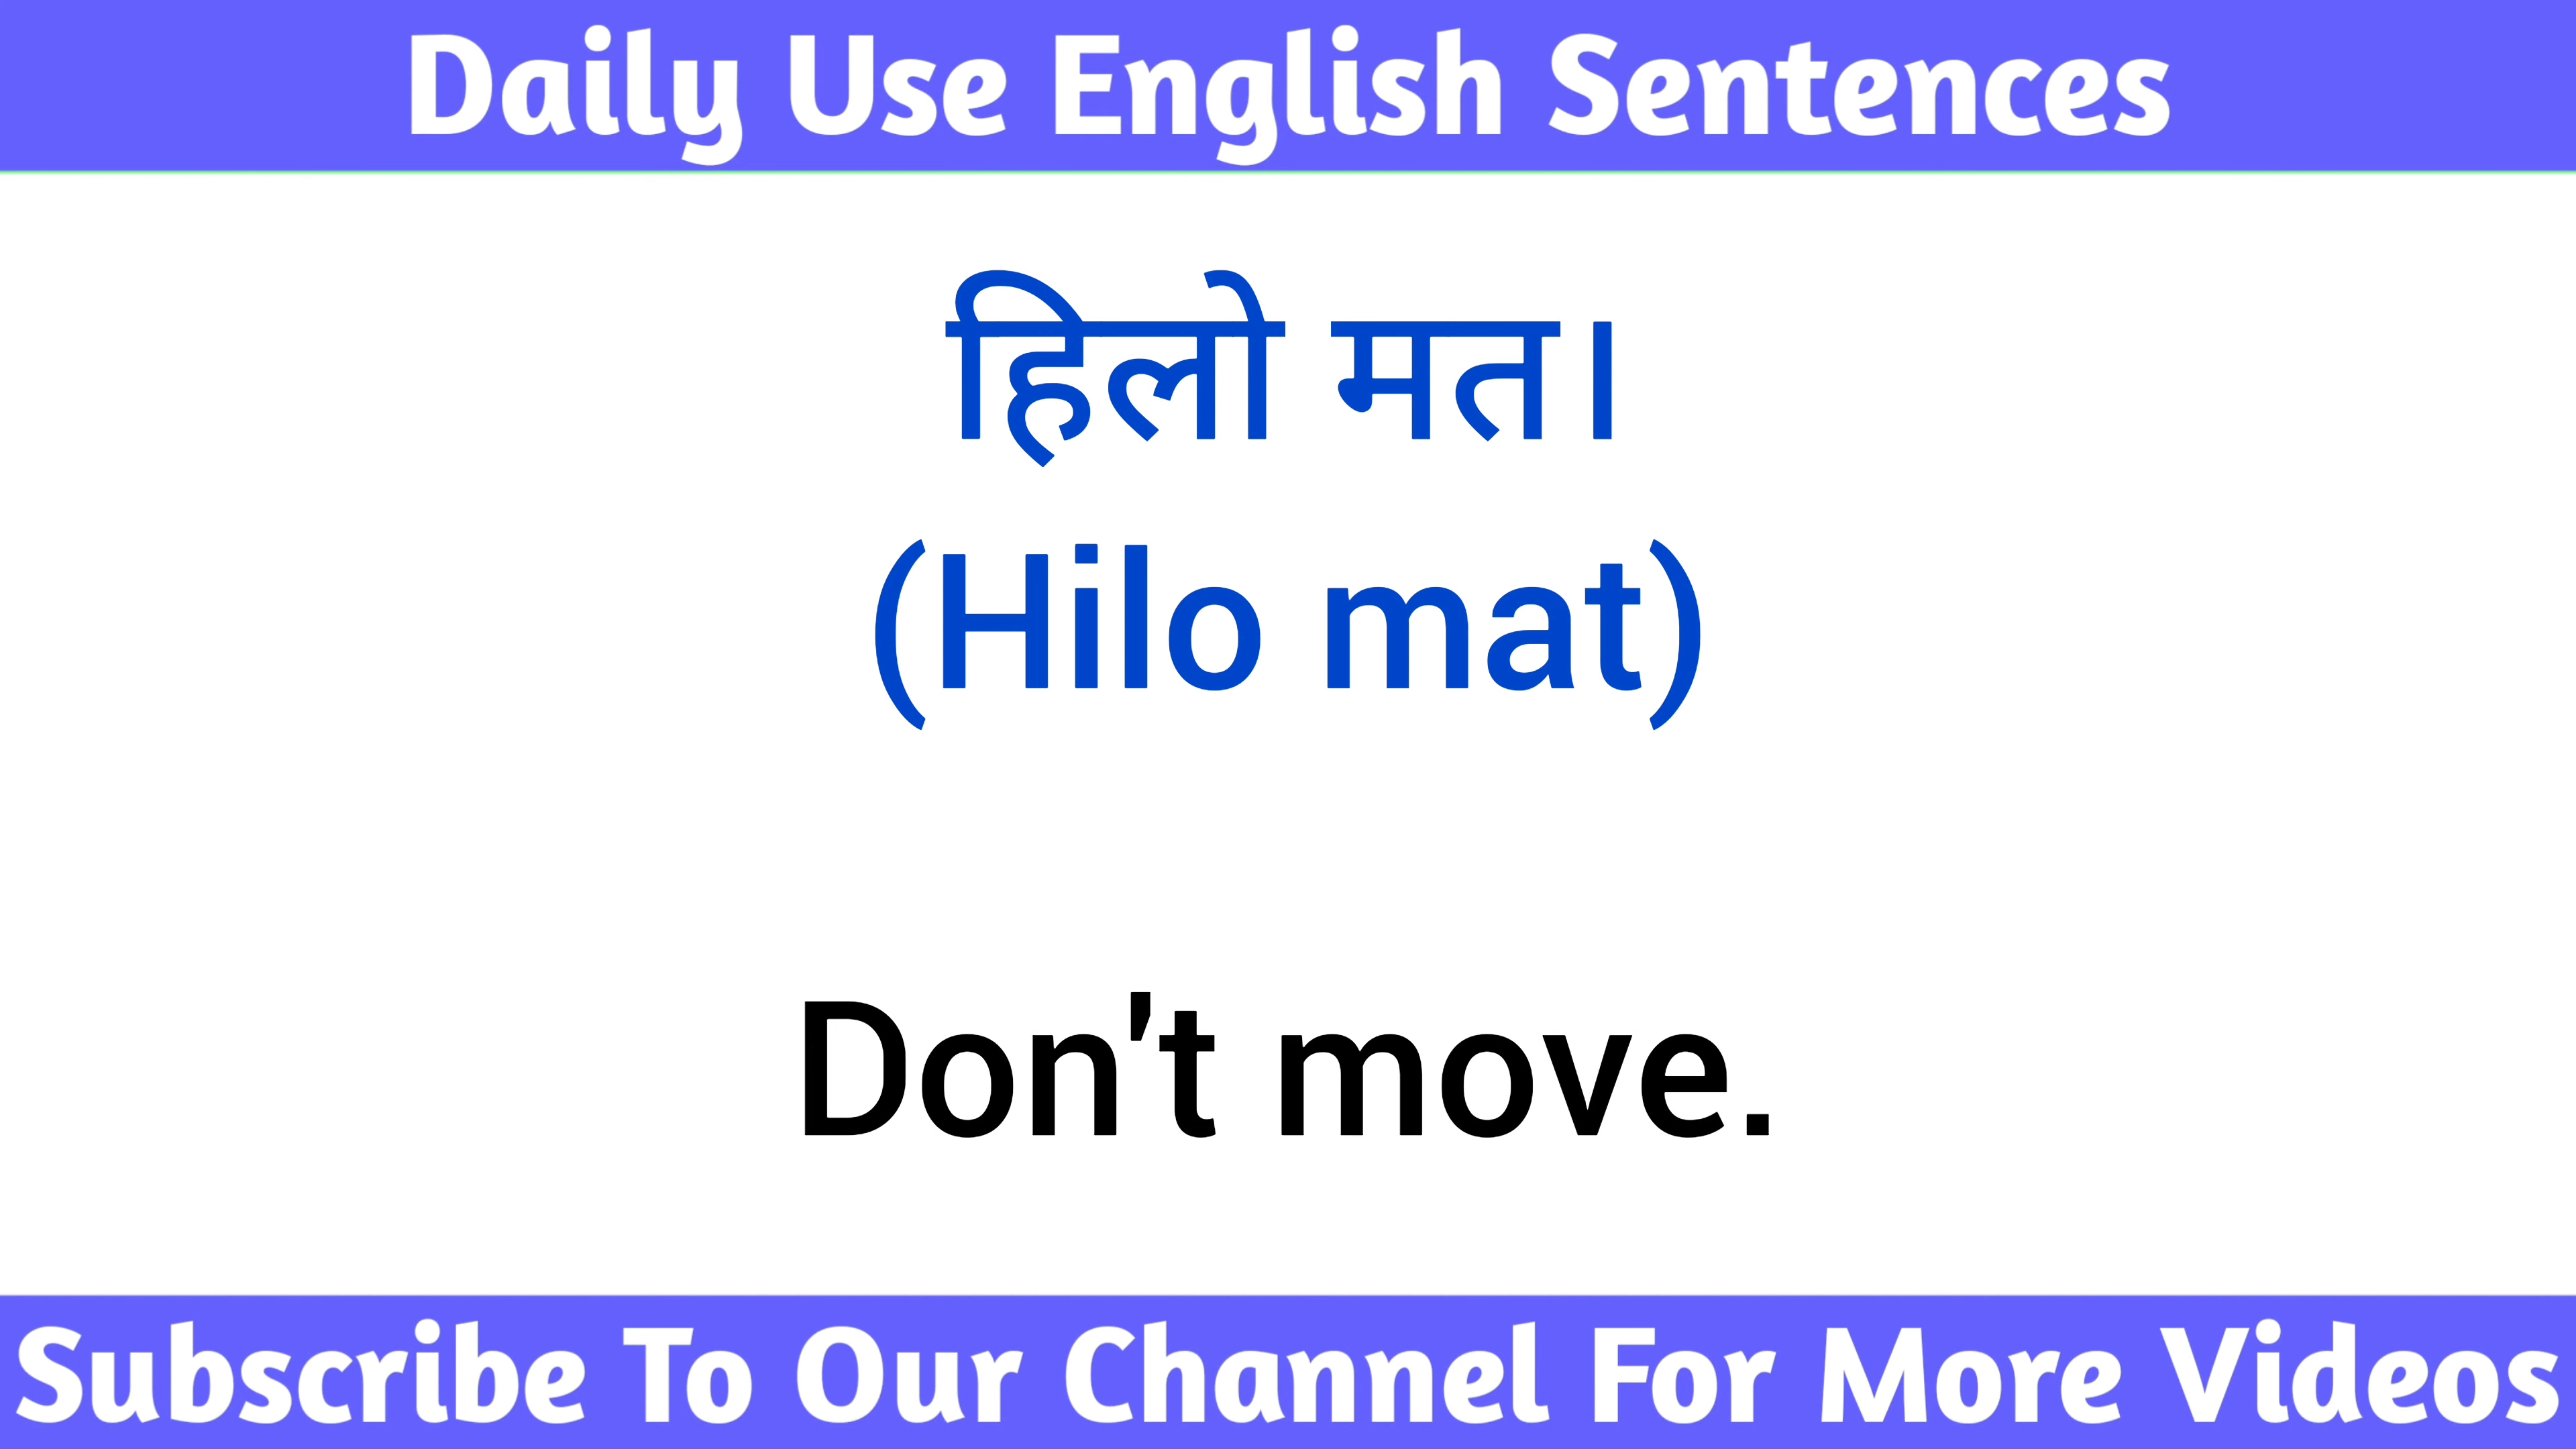 Daily Use English Sentences
हिलो मत।
(Hilo mat)
Don't move.
Subscribe To Our Channel For More Videos